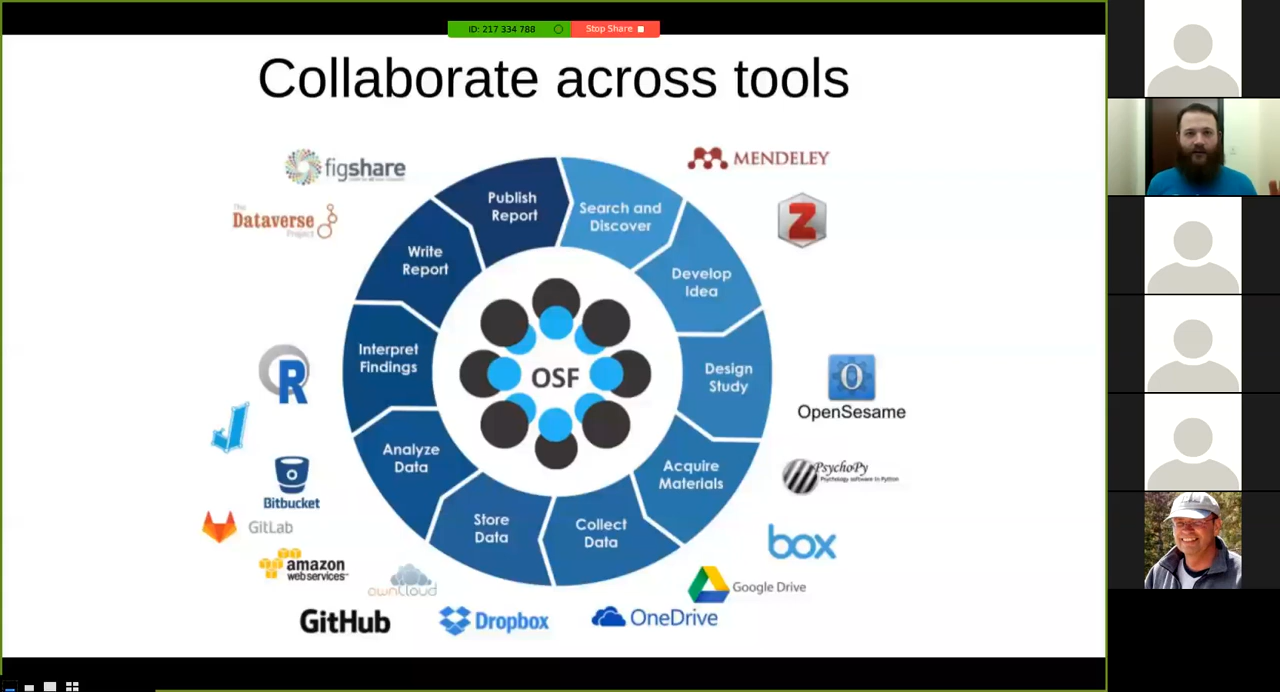 ID: 217 334 788
Stop Share
Collaborate across tools
figshare
MENDELEY
The
Dataverse
Project
Z
Publish
Report
Search and
Discover
Write
Report
Develop
Idea
Interpret
Findings
OSF
Design
Study
R
O
OpenSesame
Analyze
Data
Acquire
Materials
PsychoPy
Psychology software in Python
Bitbucket
GitLab
Store
Data
Collect
Data
box
amazon
web services™
ownCloud
Google Drive
GitHub
Dropbox
OneDrive